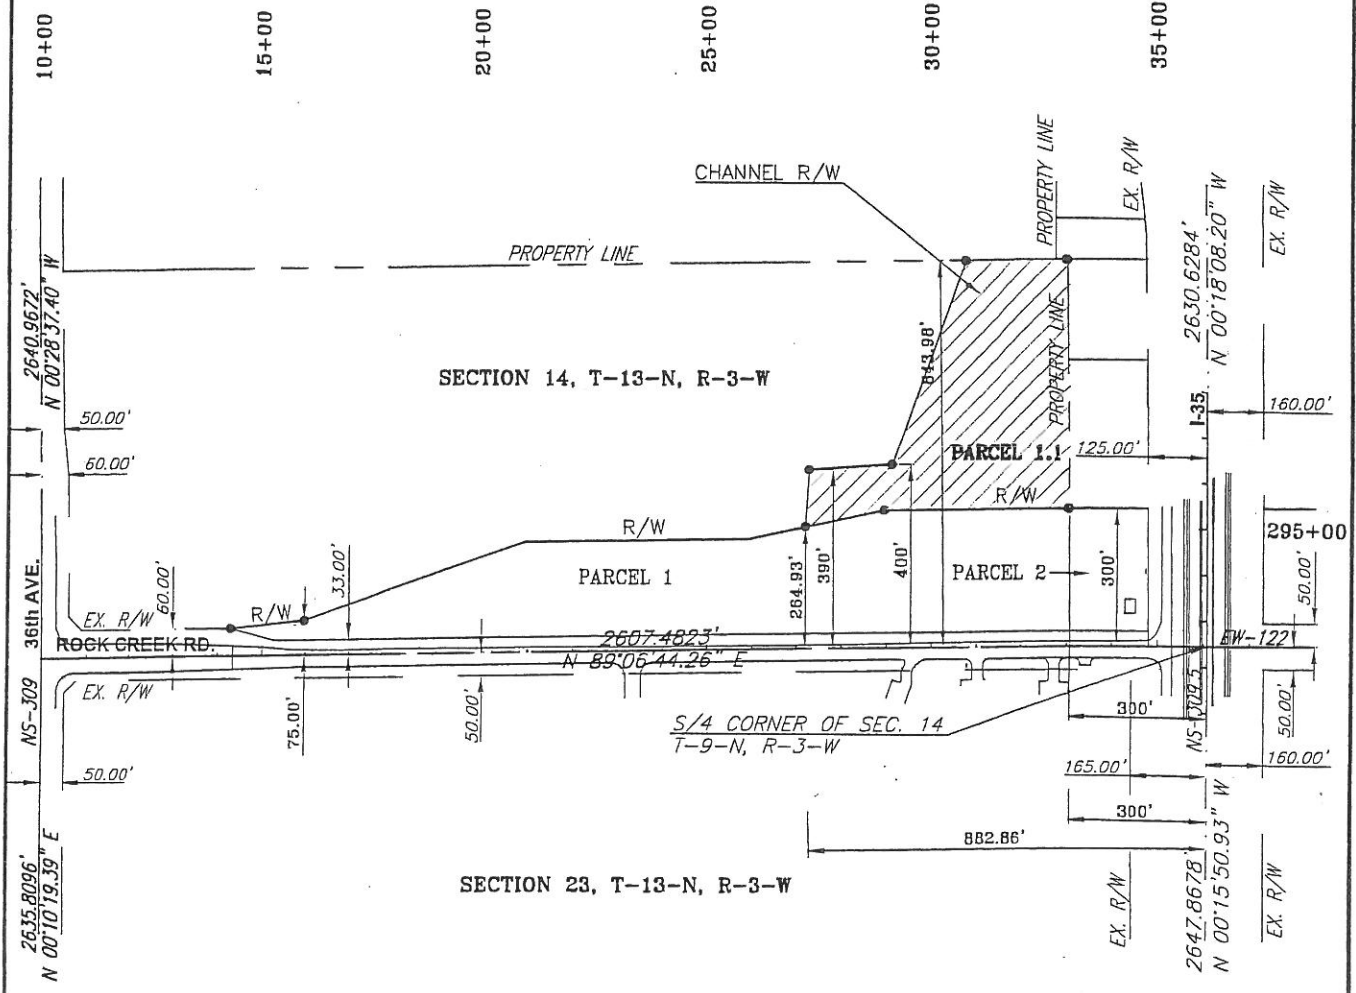 10+00
15+00
20+00
25+00
30+00
35+00
CHANNEL R/W
PROPERTY LINE
EX. R/W
2630.6284'
N 00°18'08.20" W
EX. R/W
PROPERTY LINE
2640.9672'
N 00°28'37.40" W
843.98'
PROPERTY LINE
SECTION 14, T-13-N, R-3-W
50.00'
60.00'
I-35
160.00'
PARCEL 1.1
125.00'
R/W
R/W
295+00
36th AVE.
60.00'
33.00'
PARCEL 1
264.93'
390'
400'
PARCEL 2
300'
50.00'
EX. R/W
R/W
ROCK CREEK RD.
2607.4823'
N 89°06'44.26" E
EW-122
NS-309
EX. R/W
75.00'
50.00'
S/4 CORNER OF SEC. 14
T-9-N, R-3-W
300'
NS-309.5
50.00'
50.00'
165.00'
160.00'
300'
882.86'
2635.8096'
N 00°10'19.39" E
SECTION 23, T-13-N, R-3-W
EX. R/W
2647.8678'
N 00°15'50.93" W
EX. R/W